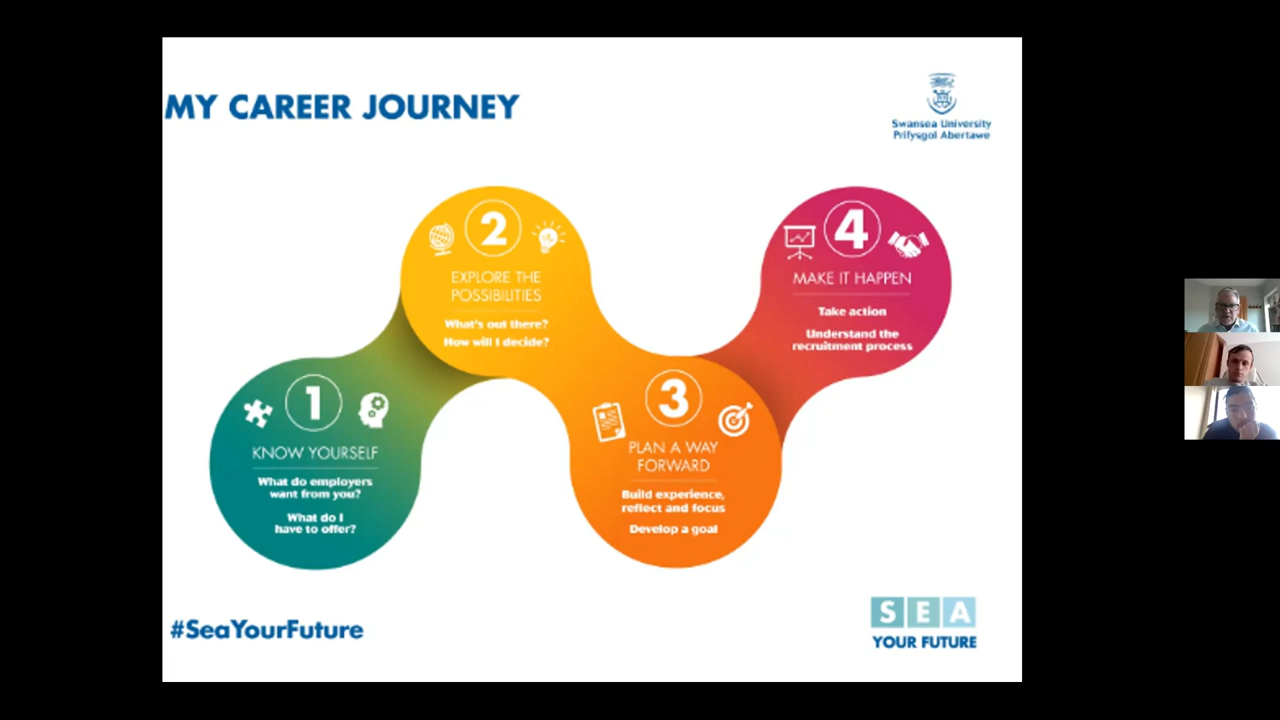 MY CAREER JOURNEY
Swansea University
Prifysgol Abertawe
1
KNOW YOURSELF
What do employers
want from you?
What do I
have to offer?
2
EXPLORE THE
POSSIBILITIES
What's out there?
How will I decide?
3
PLAN A WAY
FORWARD
Build experience,
reflect and focus
Develop a goal
4
MAKE IT HAPPEN
Take action
Understand the
recruitment process
#SeaYourFuture
SEA
YOUR FUTURE